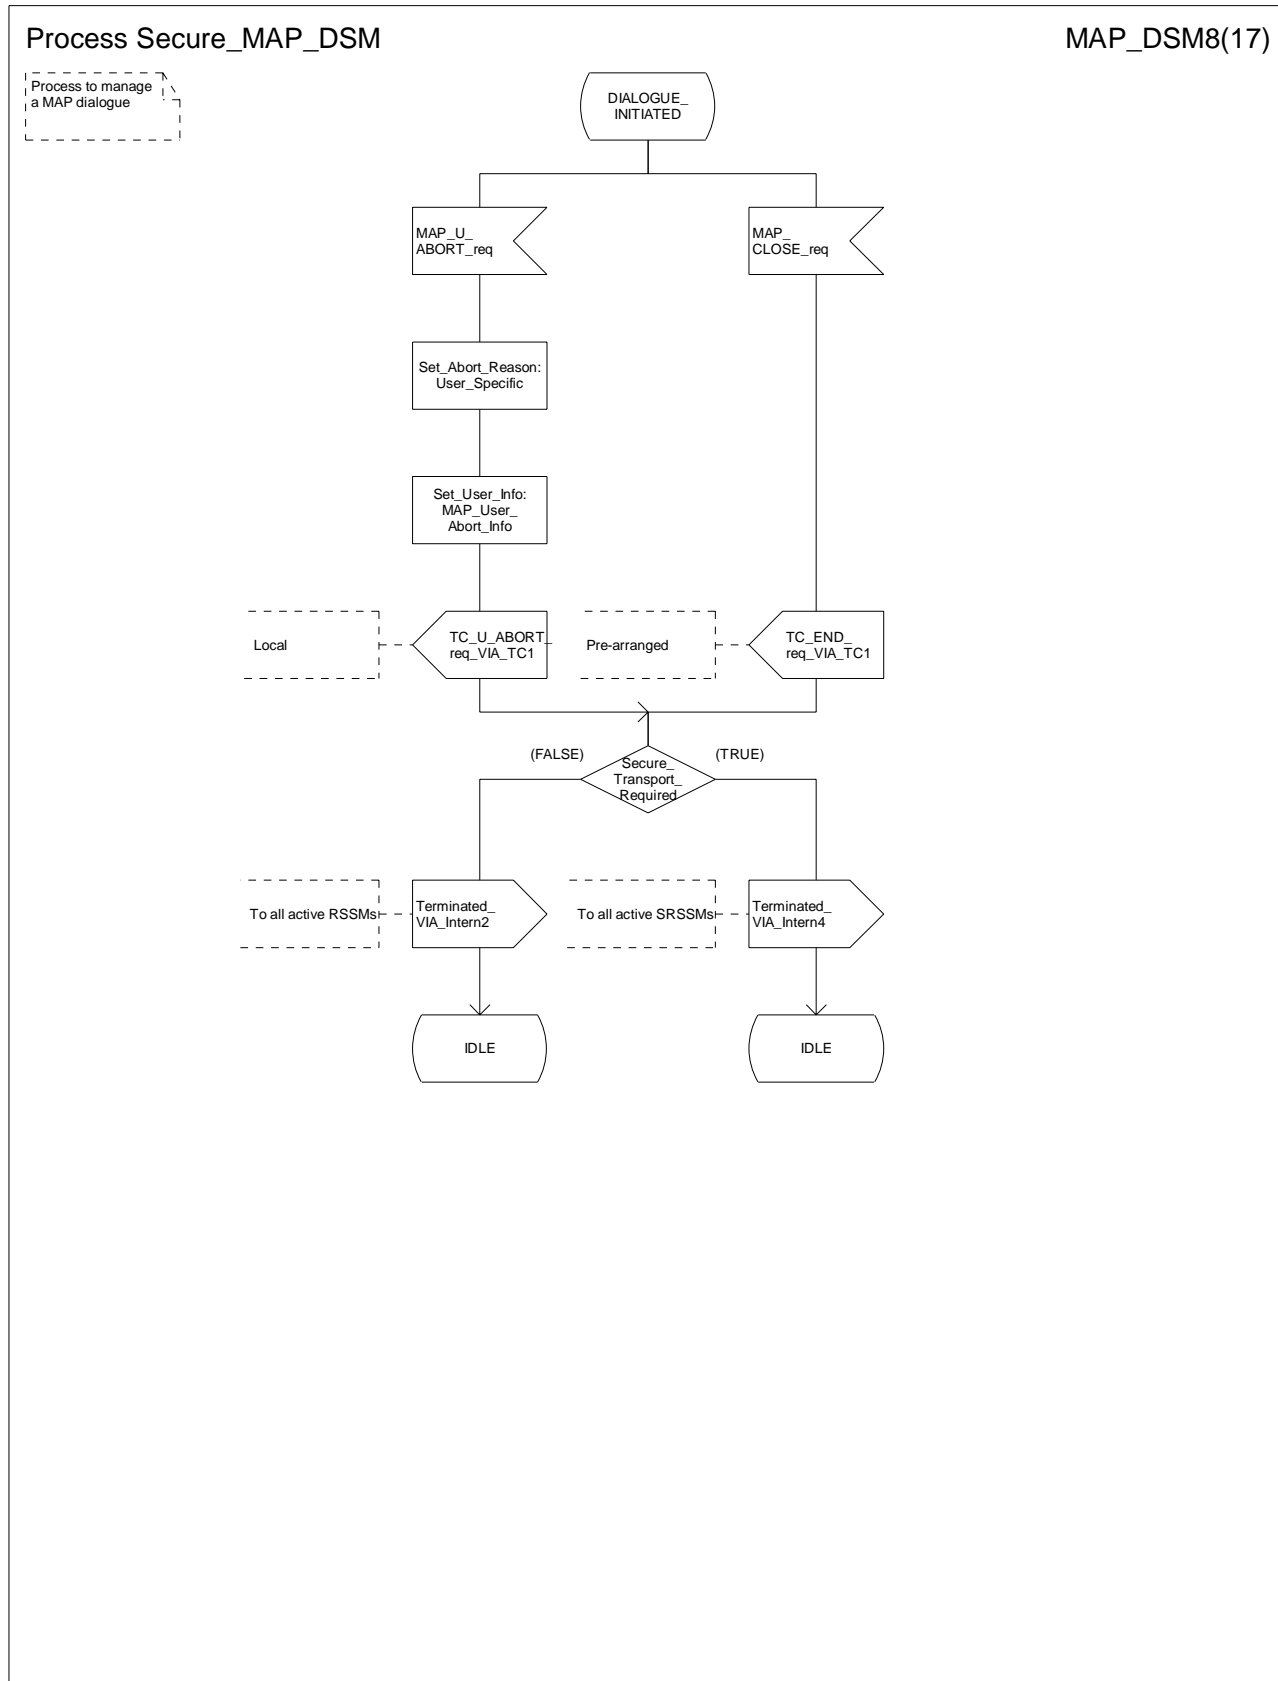 Process Secure_MAP_DSM
MAP_DSM8(17)
Process to manage
a MAP dialogue
DIALOGUE_
INITIATED
MAP_U_
ABORT_req
MAP_
CLOSE_req
Set_Abort_Reason:
User_Specific
Set_User_Info:
MAP_User_
Abort_Info
Local
TC_U_ABORT_
req_VIA_TC1
Pre-arranged
TC_END_
req_VIA_TC1
(FALSE)
(TRUE)
Secure_
Transport_
Required
To all active RSSMs
Terminated_
VIA_Intern2
To all active SRSSMs
Terminated_
VIA_Intern4
IDLE
IDLE